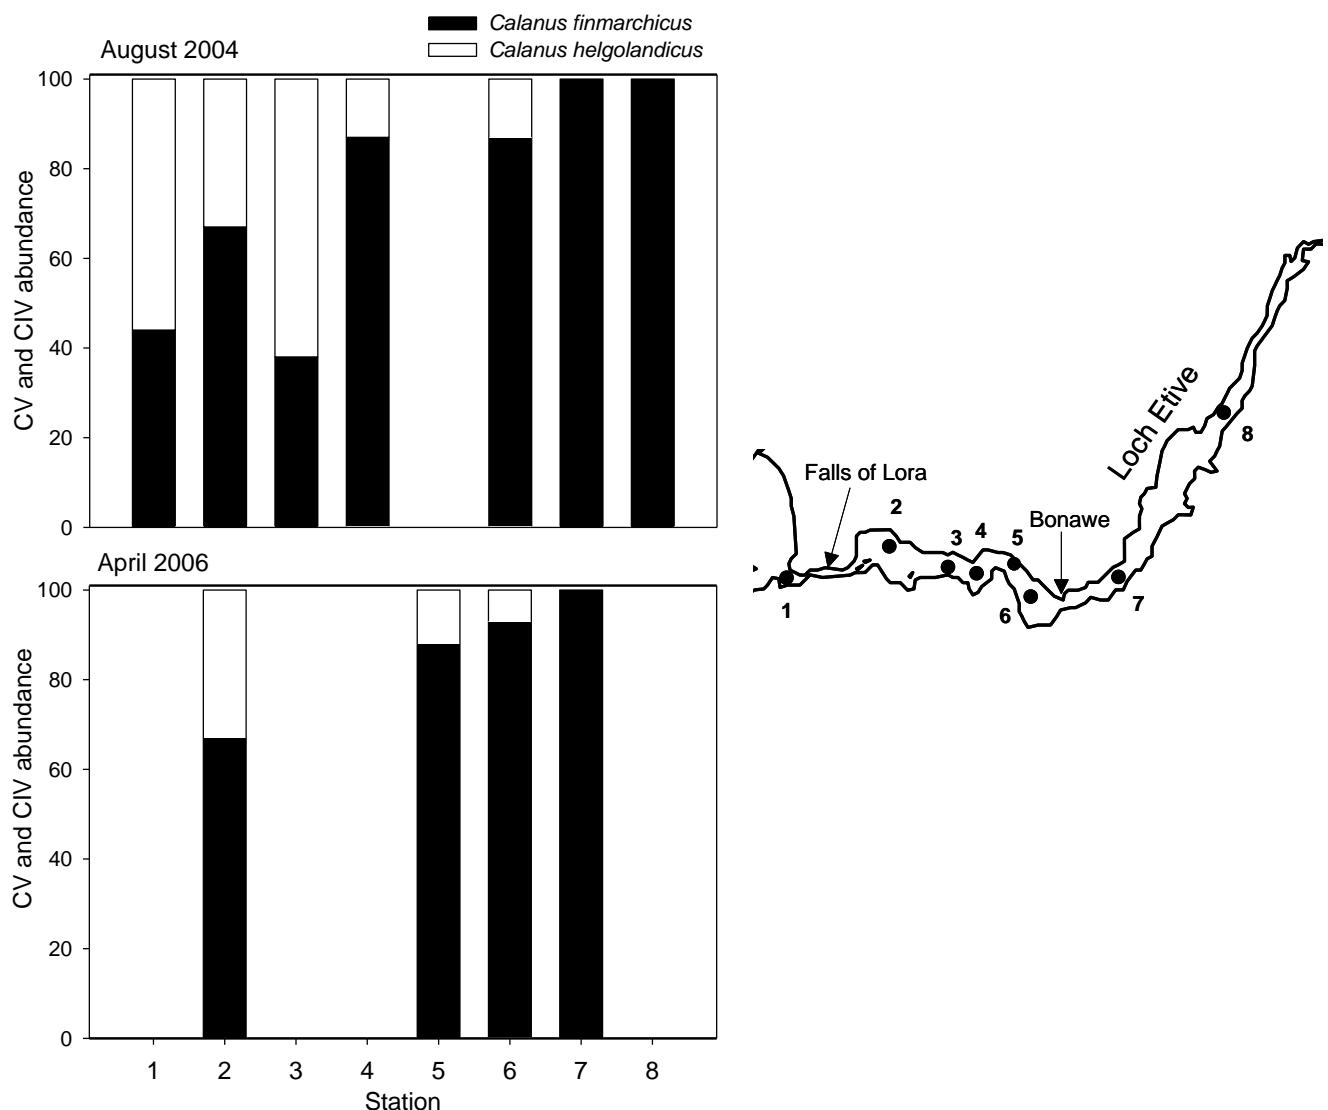 Calanus finmarchicus
Calanus helgolandicus
August 2004
100
80
60
40
20
0
CV and CIV abundance
April 2006
100
80
60
40
20
0
CV and CIV abundance
1 2 3 4 5 6 7 8
Station
Loch Etive
8
Falls of Lora
2
Bonawe
3 4 5
1
6
7